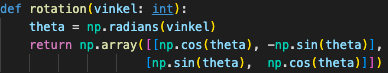 def rotation(vinkel: int):
    theta = np.radians(vinkel)
    return np.array([[np.cos(theta), -np.sin(theta)],
                     [np.sin(theta),  np.cos(theta)]])